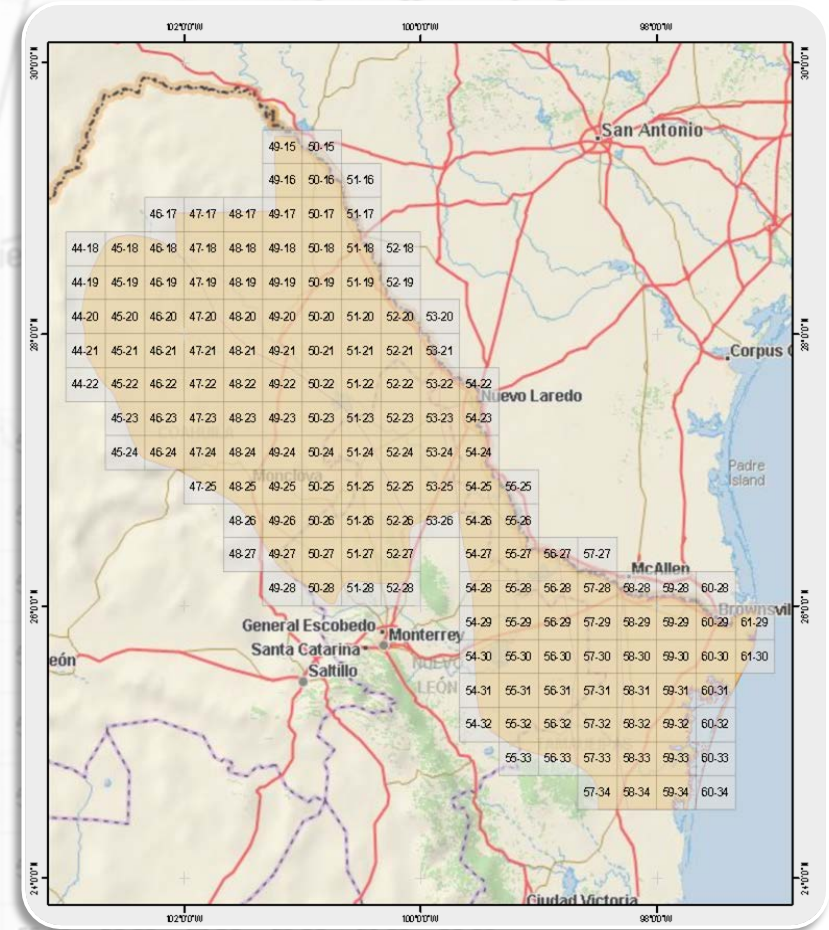 102°0'0"W 100°0'0"W 98°0'0"W
30°0'0"N 30°0'0"N
San Antonio
49-15 50-15
49-16 50-16 51-16
46-17 47-17 48-17 49-17 50-17 51-17
44-18 45-18 46-18 47-18 48-18 49-18 50-18 51-18 52-18
44-19 45-19 46-19 47-19 48-19 49-19 50-19 51-19 52-19
44-20 45-20 46-20 47-20 48-20 49-20 50-20 51-20 52-20 53-20
28°0'0"N 28°0'0"N
44-21 45-21 46-21 47-21 48-21 49-21 50-21 51-21 52-21 53-21
Corpus C
44-22 45-22 46-22 47-22 48-22 49-22 50-22 51-22 52-22 53-22 54-22
Nuevo Laredo
45-23 46-23 47-23 48-23 49-23 50-23 51-23 52-23 53-23 54-23
45-24 46-24 47-24 48-24 49-24 50-24 51-24 52-24 53-24 54-24
Monclova
Padre
Island
47-25 48-25 49-25 50-25 51-25 52-25 53-25 54-25 55-25
48-26 49-26 50-26 51-26 52-26 53-26 54-26 55-26
48-27 49-27 50-27 51-27 52-27 54-27 55-27 56-27 57-27
McAllen
49-28 50-28 51-28 52-28 54-28 55-28 56-28 57-28 58-28 59-28 60-28
26°0'0"N 26°0'0"N
Brownsvil
General Escobedo
54-29 55-29 56-29 57-29 58-29 59-29 60-29 61-29
Monterrey
Santa Catarina
eón
54-30 55-30 56-30 57-30 58-30 59-30 60-30 61-30
NUEVO
LEÓN
Saltillo
54-31 55-31 56-31 57-31 58-31 59-31 60-31
54-32 55-32 56-32 57-32 58-32 59-32 60-32
55-33 56-33 57-33 58-33 59-33 60-33
57-34 58-34 59-34 60-34
24°0'0"N 24°0'0"N
Ciudad Victoria
102°0'0"W 100°0'0"W 98°0'0"W